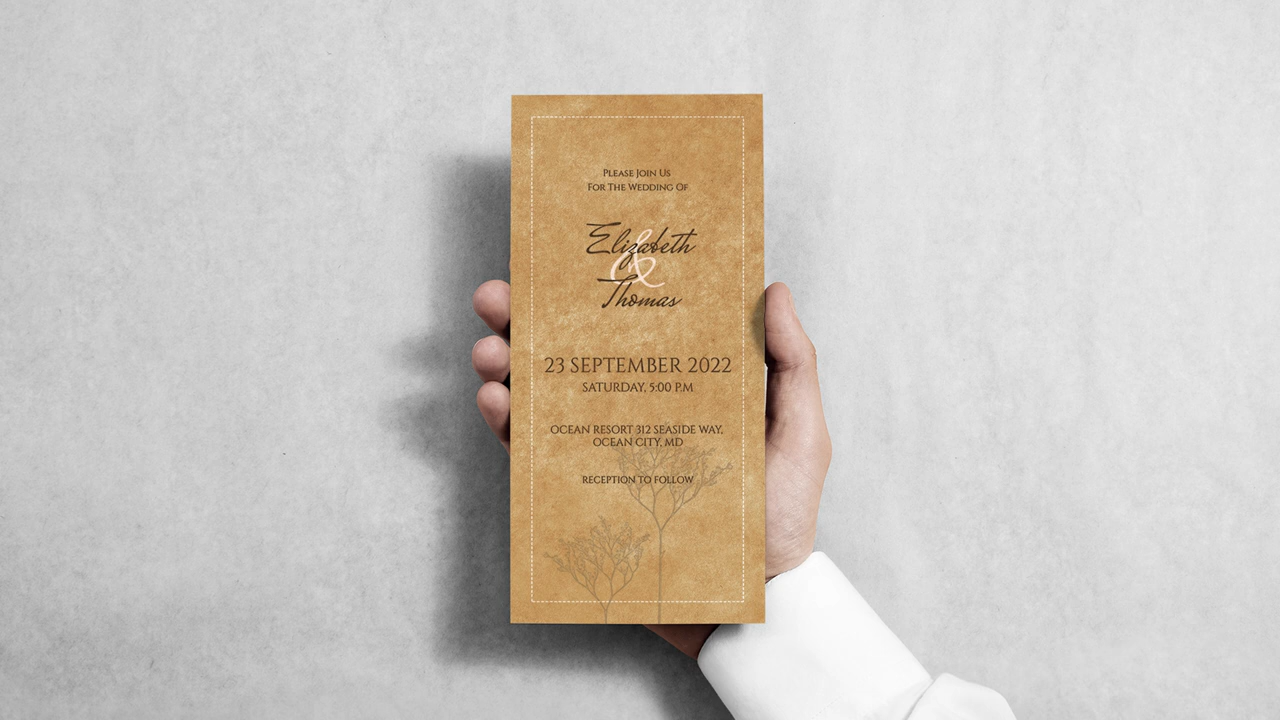 Please Join Us
For The Wedding Of
Elizabeth
&
Thomas
23 SEPTEMBER 2022
SATURDAY, 5:00 P.M
OCEAN RESORT 312 SEASIDE WAY,
OCEAN CITY, MD
RECEPTION TO FOLLOW